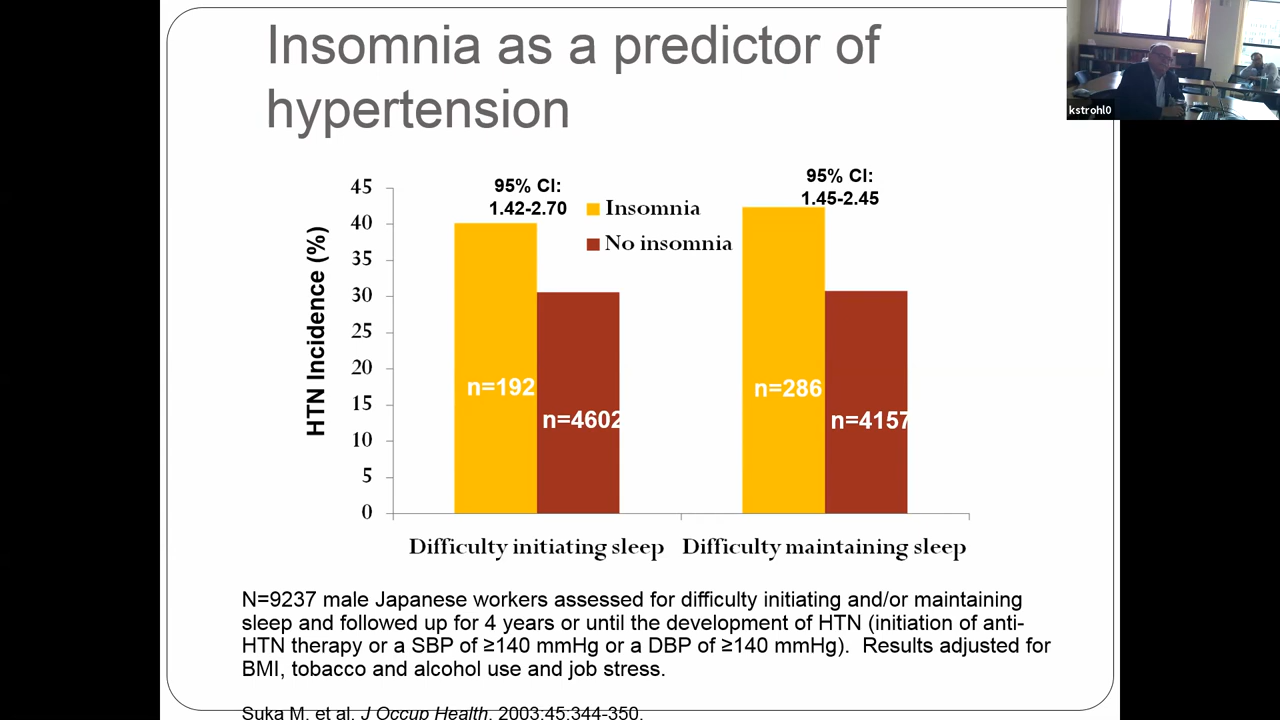 Insomnia as a predictor of
hypertension
kstrohl0
95% CI:
1.42-2.70
95% CI:
1.45-2.45
Insomnia
No insomnia
HTN Incidence (%)
45
40
35
30
25
20
15
10
5
0
n=192
n=4602
n=286
n=4157
Difficulty initiating sleep
Difficulty maintaining sleep
N=9237 male Japanese workers assessed for difficulty initiating and/or maintaining
sleep and followed up for 4 years or until the development of HTN (initiation of anti-
HTN therapy or a SBP of ≥140 mmHg or a DBP of ≥140 mmHg).  Results adjusted for
BMI, tobacco and alcohol use and job stress.
Suka M, et al. J Occup Health. 2003;45:344-350.